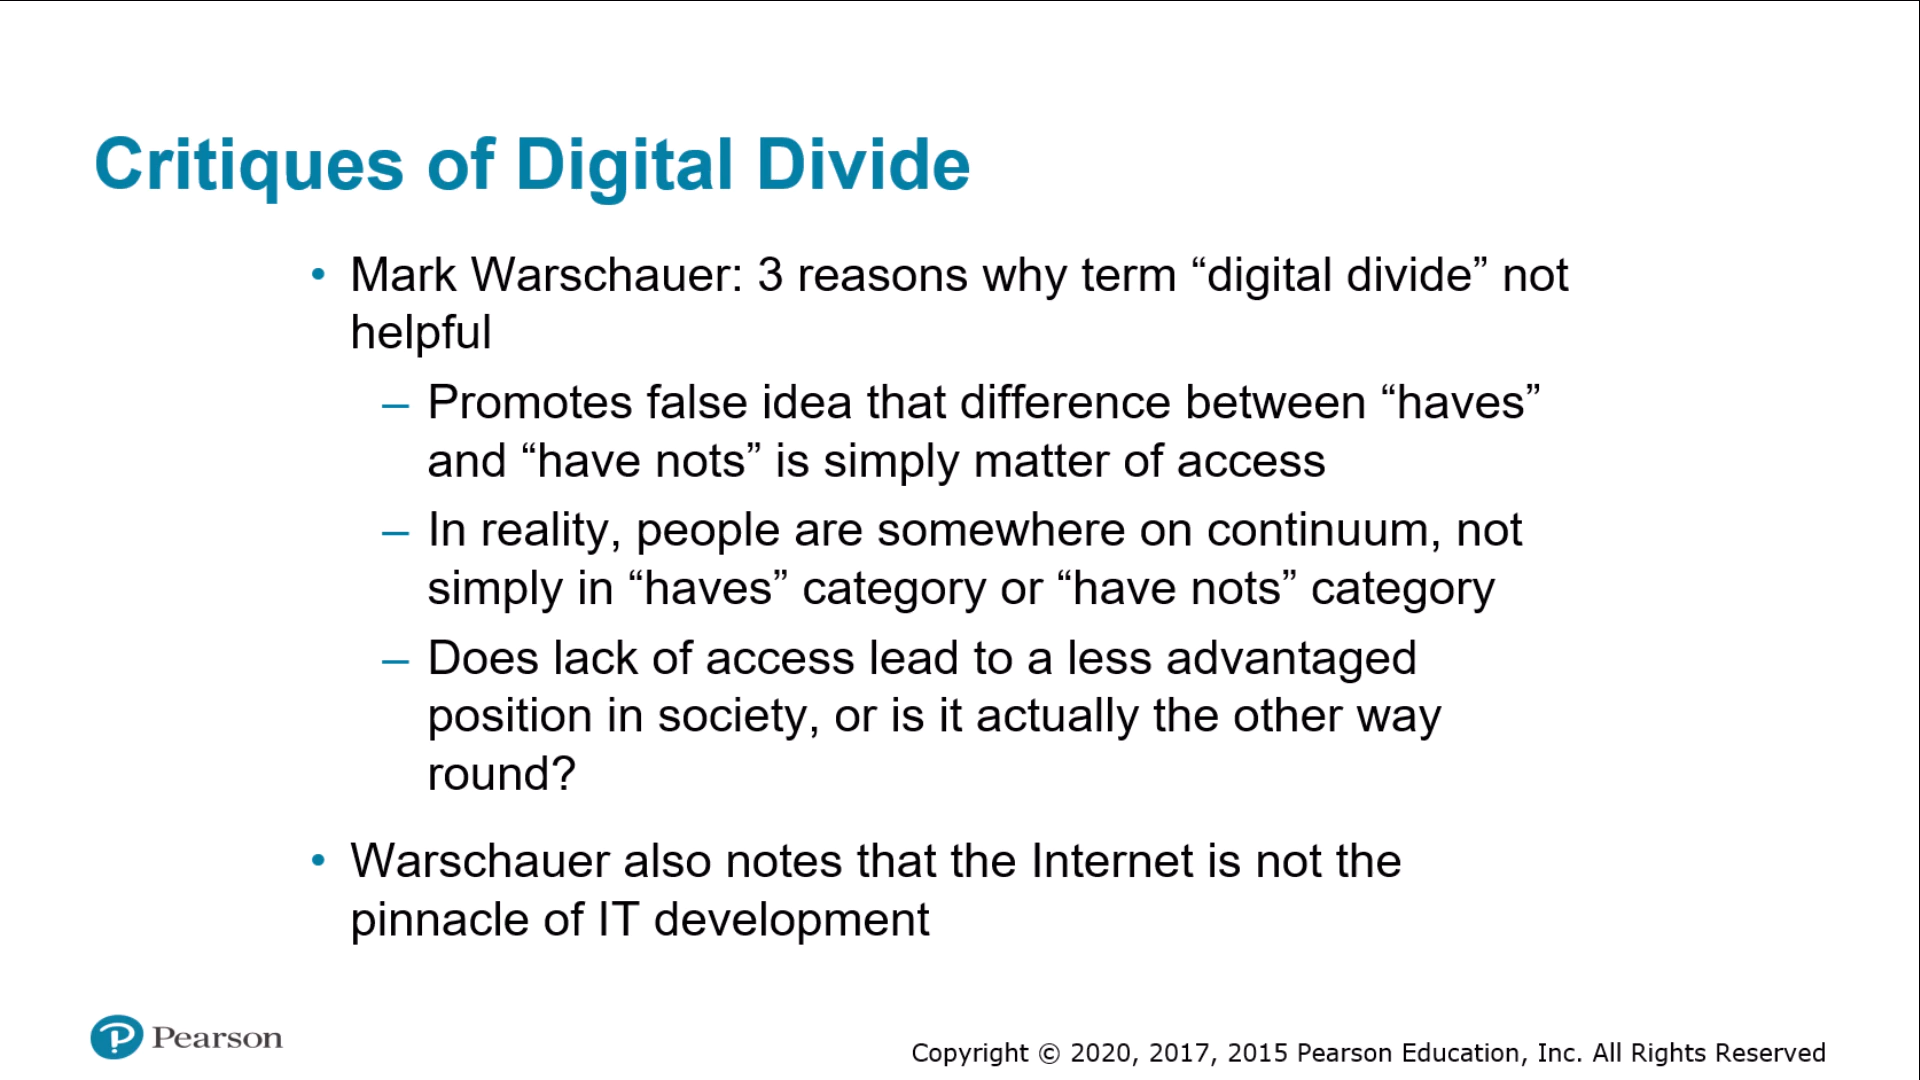 Critiques of Digital Divide
• Mark Warschauer: 3 reasons why term “digital divide” not
helpful
– Promotes false idea that difference between “haves”
and “have nots” is simply matter of access
– In reality, people are somewhere on continuum, not
simply in “haves” category or “have nots” category
– Does lack of access lead to a less advantaged
position in society, or is it actually the other way
round?
• Warschauer also notes that the Internet is not the
pinnacle of IT development
Pearson
Copyright © 2020, 2017, 2015 Pearson Education, Inc. All Rights Reserved